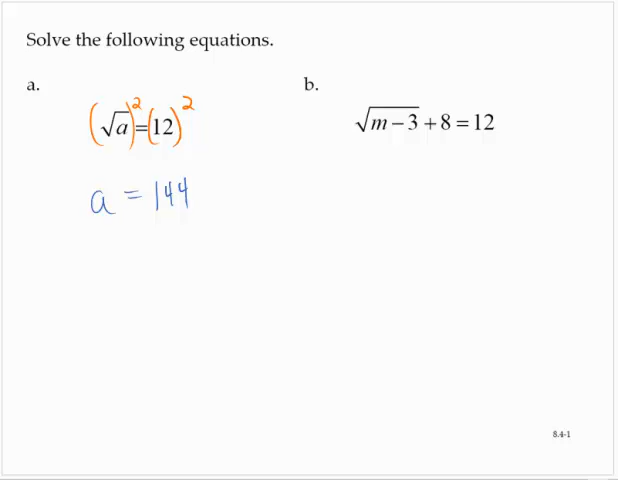 Solve the following equations.
a.
(√a)²=(12)²
a = 144
b.
√(m−3)+8=12
8.4-1